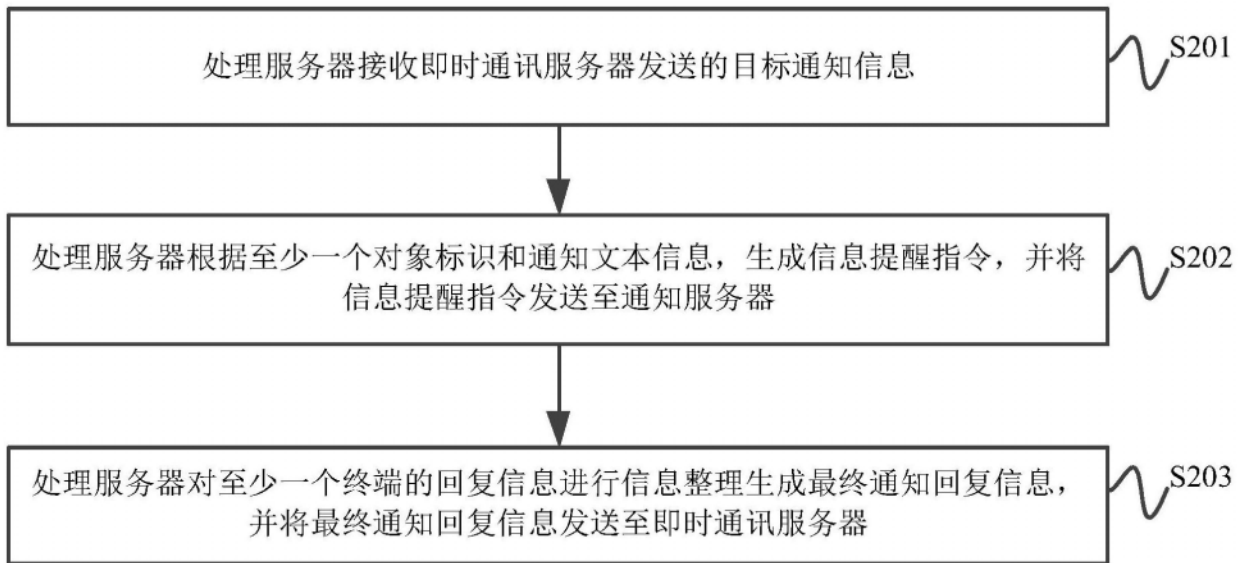 处理服务器接收即时通讯服务器发送的目标通知信息
S201
处理服务器根据至少一个对象标识和通知文本信息，生成信息提醒指令，并将
信息提醒指令发送至通知服务器
S202
处理服务器对至少一个终端的回复信息进行信息整理生成最终通知回复信息，
并将最终通知回复信息发送至即时通讯服务器
S203